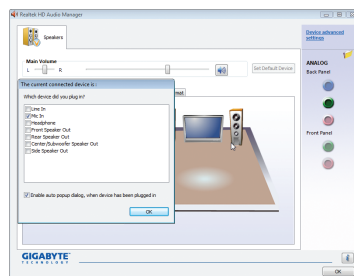 Realtek HD Audio Manager
Speakers
Device advanced
settings
Main Volume
L
R
Set Default Device
ANALOG
Back Panel
The current connected device is :
Which device did you plug in?
Line In
Mic In
Headphone
Front Speaker Out
Rear Speaker Out
Center/Subwoofer Speaker Out
Side Speaker Out
Front Panel
Enable auto popup dialog, when device has been plugged in
OK
GIGABYTE
TECHNOLOGY
i
OK